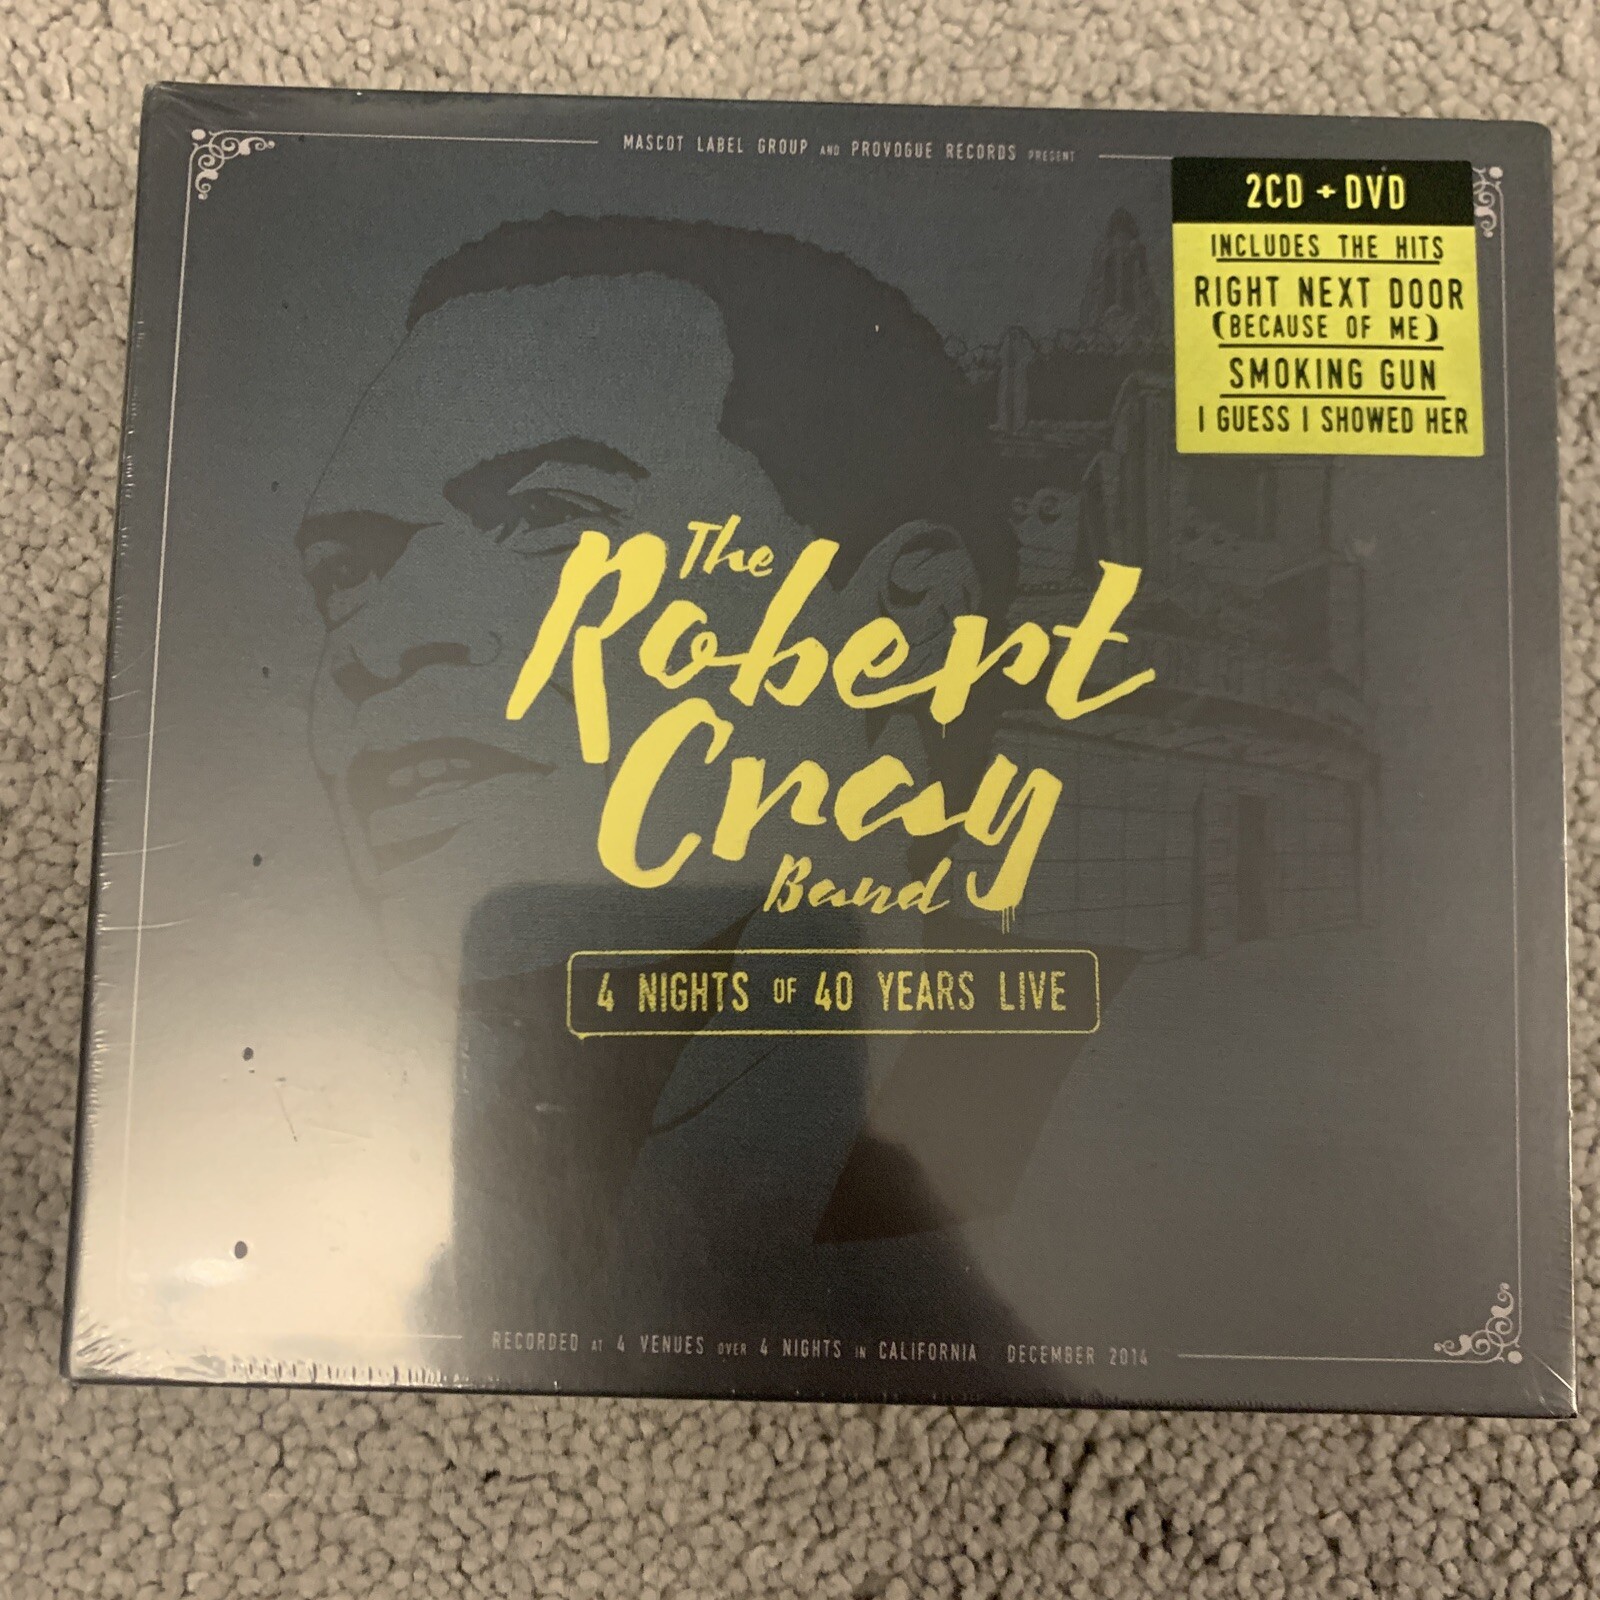 MASCOT LABEL GROUP AND PROVOGUE RECORDS PRESENT
2CD + DVD
INCLUDES THE HITS
RIGHT NEXT DOOR
(BECAUSE OF ME)
SMOKING GUN
I GUESS I SHOWED HER
The
Robert
Cray
Band
4 NIGHTS OF 40 YEARS LIVE
RECORDED AT 4 VENUES OVER 4 NIGHTS IN CALIFORNIA DECEMBER 2014